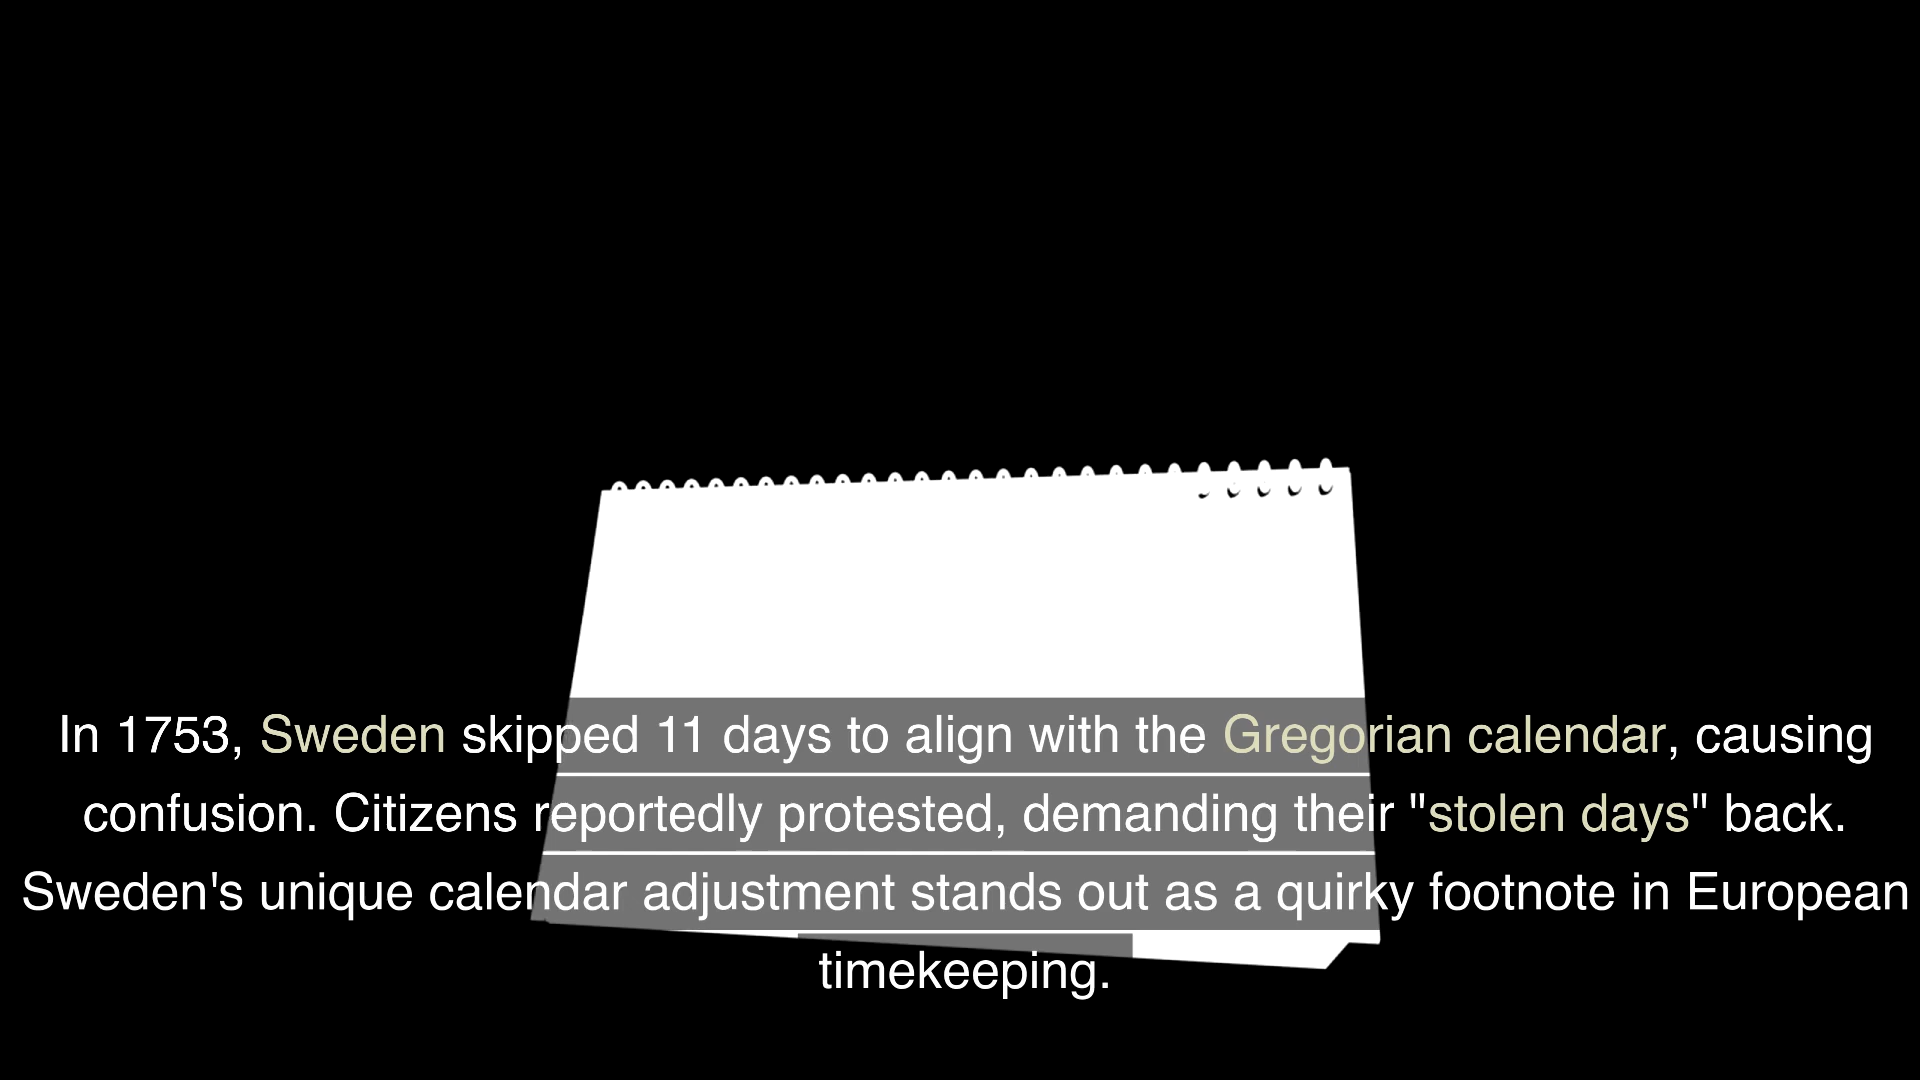 In 1753, Sweden skipped 11 days to align with the Gregorian calendar, causing
confusion. Citizens reportedly protested, demanding their "stolen days" back.
Sweden's unique calendar adjustment stands out as a quirky footnote in European
timekeeping.